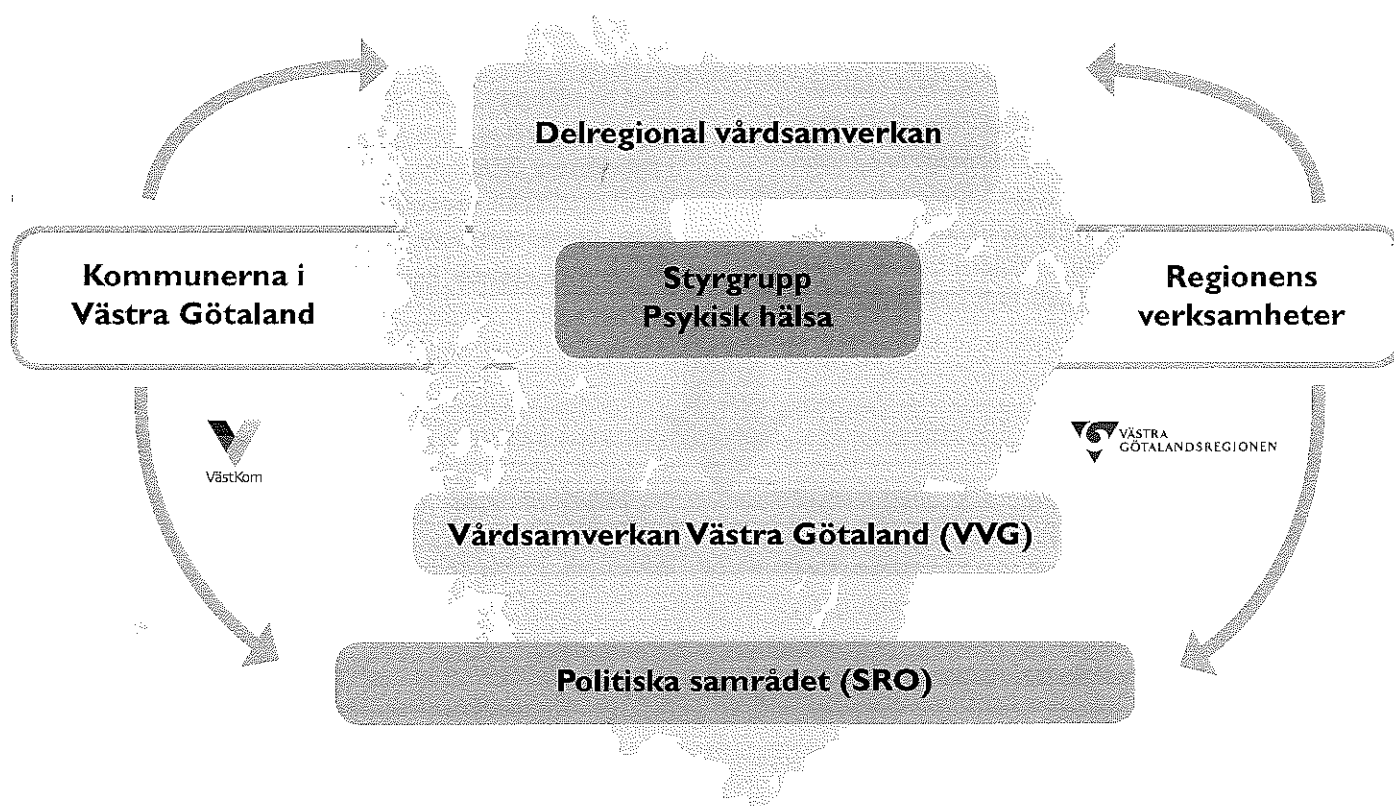 Delregional vårdsamverkan
Kommunerna i
Västra Götaland
Styrgrupp
Psykisk hälsa
Regionens
verksamheter
VästKom
VÄSTRA
GÖTALANDSREGIONEN
Vårdsamverkan Västra Götaland (VVG)
Politiska samrådet (SRO)